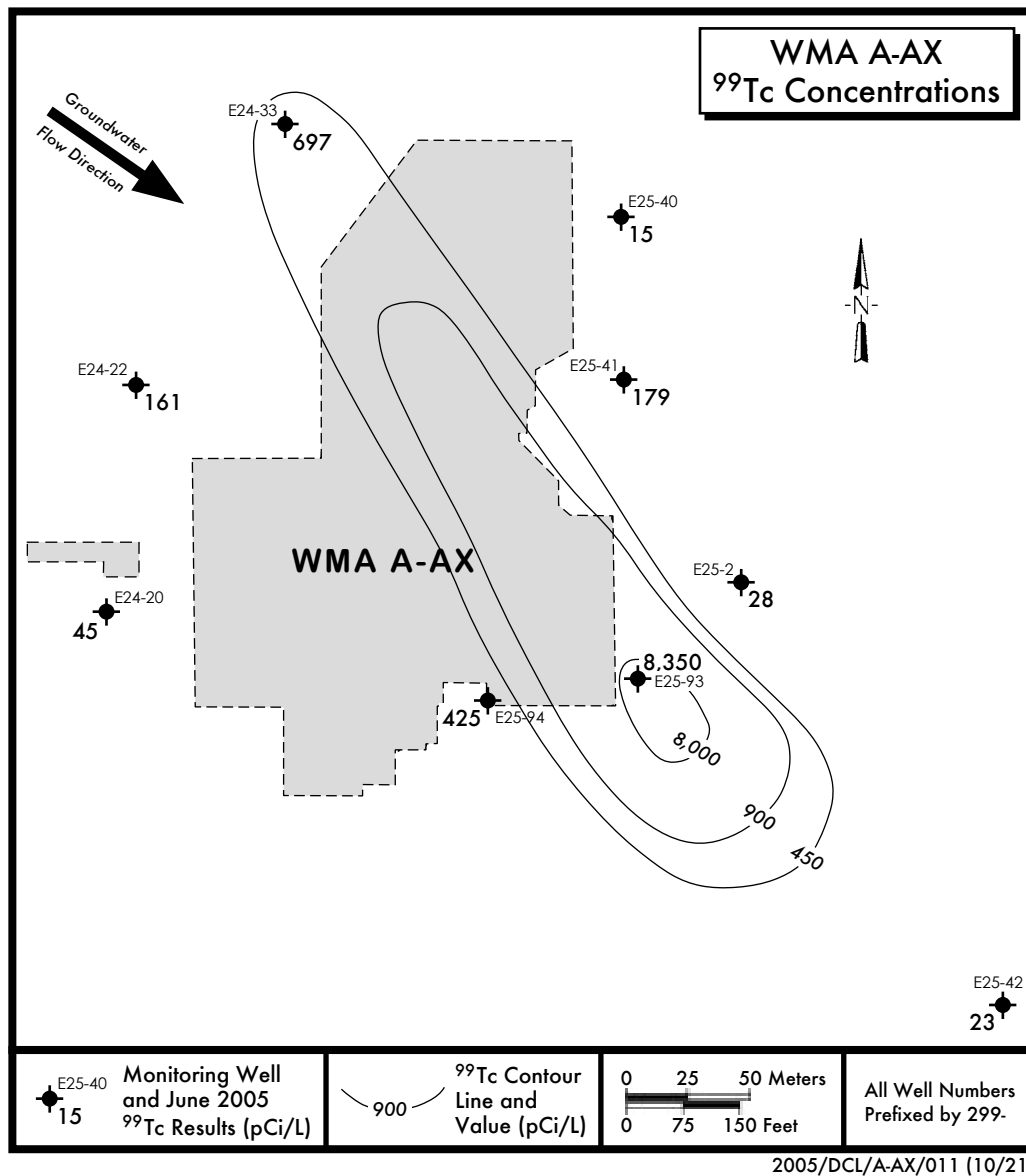 WMA A-AX
⁹⁹Tc Concentrations
Groundwater
Flow Direction
E24-33
697
E25-40
15
N
E24-22
161
E25-41
179
WMA A-AX
E25-2
28
E24-20
45
8,350
E25-93
425
E25-94
8,000
900
450
E25-42
23
E25-40
15
Monitoring Well
and June 2005
⁹⁹Tc Results (pCi/L)
900
⁹⁹Tc Contour
Line and
Value (pCi/L)
0 25 50 Meters
0 75 150 Feet
All Well Numbers
Prefixed by 299-
2005/DCL/A-AX/011 (10/21